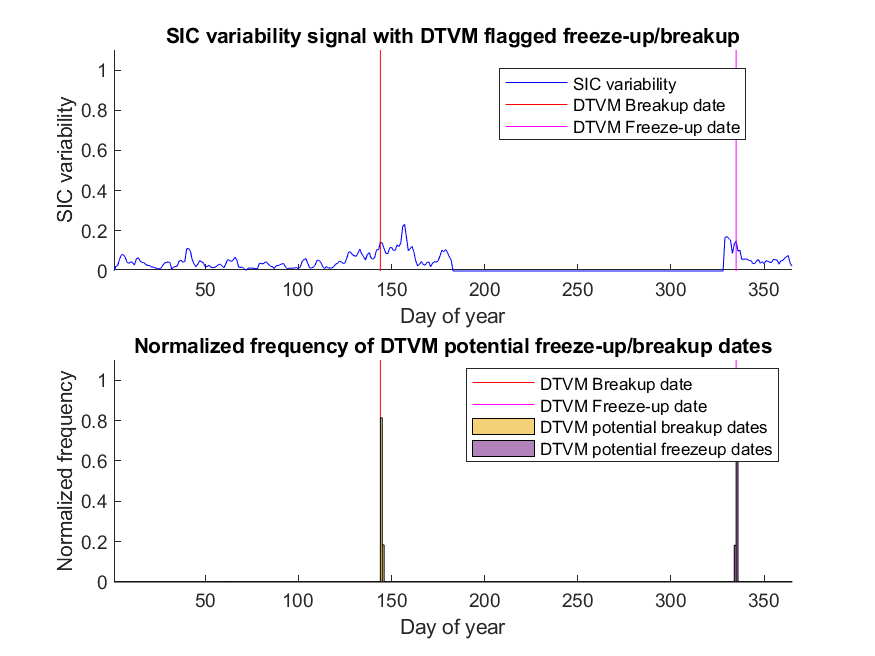 SIC variability signal with DTVM flagged freeze-up/breakup
SIC variability
1
0.8
0.6
0.4
0.2
0
SIC variability
DTVM Breakup date
DTVM Freeze-up date
50 100 150 200 250 300 350
Day of year
Normalized frequency of DTVM potential freeze-up/breakup dates
Normalized frequency
1
0.8
0.6
0.4
0.2
0
DTVM Breakup date
DTVM Freeze-up date
DTVM potential breakup dates
DTVM potential freezeup dates
50 100 150 200 250 300 350
Day of year